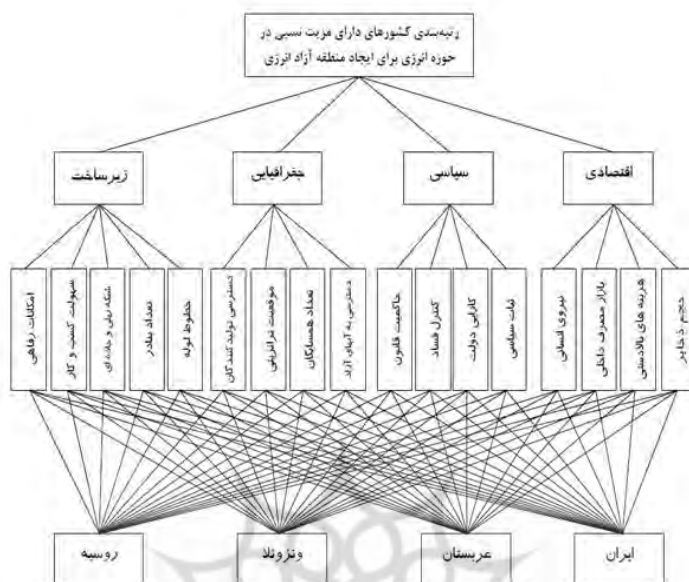 رتبه‌بندی کشورهای دارای مزیت نسبی در
حوزه انرژی برای ایجاد منطقه آزاد انرژی
اقتصادی
سیاسی
جغرافیایی
زیرساخت
حجم ذخایر
هزینه های بالادستی
بازار مصرف داخلی
نیروی انسانی
ثبات سیاسی
کارایی دولت
کنترل فساد
حاکمیت قانون
دسترسی به آبهای آزاد
تعداد همسایگان
موقعیت ترانزیتی
دسترسی تولید کنندگان
خطوط لوله
تعداد بنادر
شبکه ریلی و جاده ای
سهولت کسب و کار
امکانات رفاهی
ایران
عربستان
ونزوئلا
روسیه